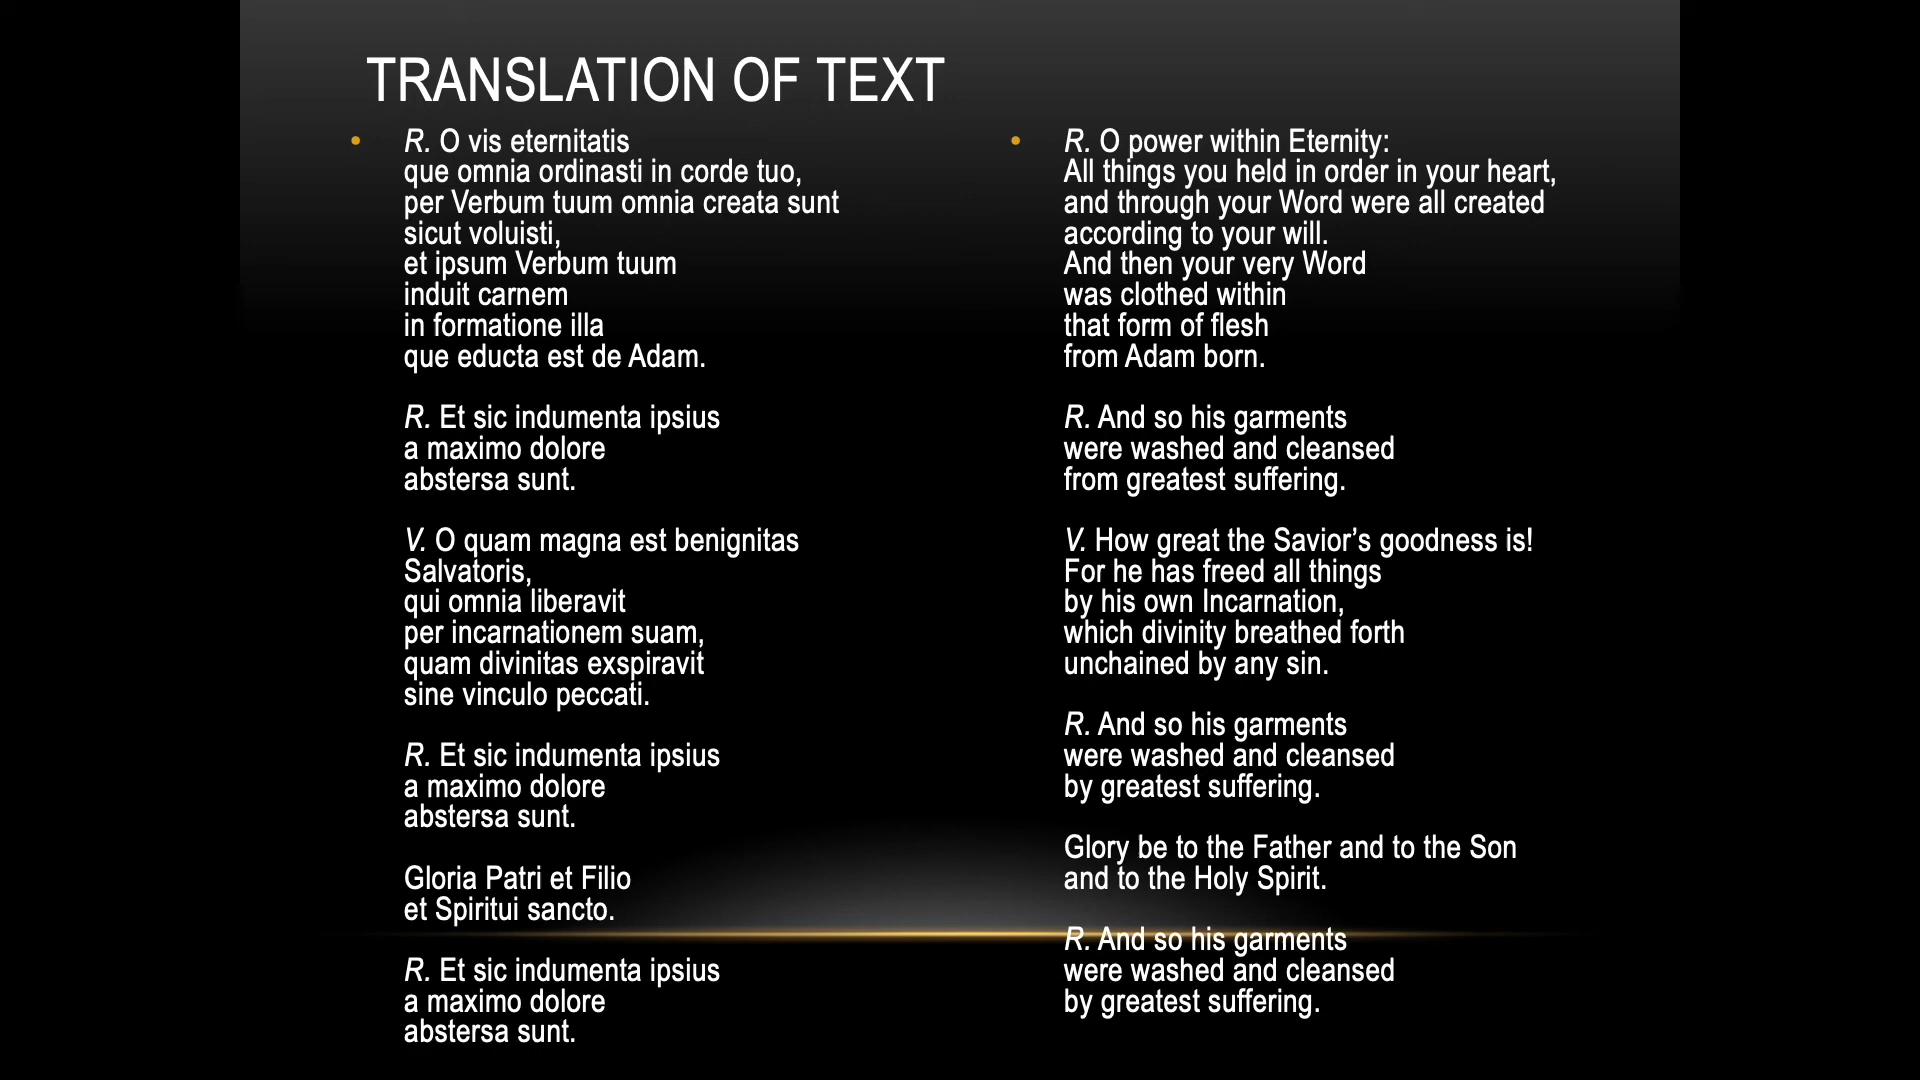 TRANSLATION OF TEXT
• R. O vis eternitatis
que omnia ordinasti in corde tuo,
per Verbum tuum omnia creata sunt
sicut voluisti,
et ipsum Verbum tuum
induit carnem
in formatione illa
que educta est de Adam.
R. Et sic indumenta ipsius
a maximo dolore
abstersa sunt.
V. O quam magna est benignitas
Salvatoris,
qui omnia liberavit
per incarnationem suam,
quam divinitas exspiravit
sine vinculo peccati.
R. Et sic indumenta ipsius
a maximo dolore
abstersa sunt.
Gloria Patri et Filio
et Spiritui sancto.
R. Et sic indumenta ipsius
a maximo dolore
abstersa sunt.
• R. O power within Eternity:
All things you held in order in your heart,
and through your Word were all created
according to your will.
And then your very Word
was clothed within
that form of flesh
from Adam born.
R. And so his garments
were washed and cleansed
from greatest suffering.
V. How great the Savior’s goodness is!
For he has freed all things
by his own Incarnation,
which divinity breathed forth
unchained by any sin.
R. And so his garments
were washed and cleansed
by greatest suffering.
Glory be to the Father and to the Son
and to the Holy Spirit.
R. And so his garments
were washed and cleansed
by greatest suffering.